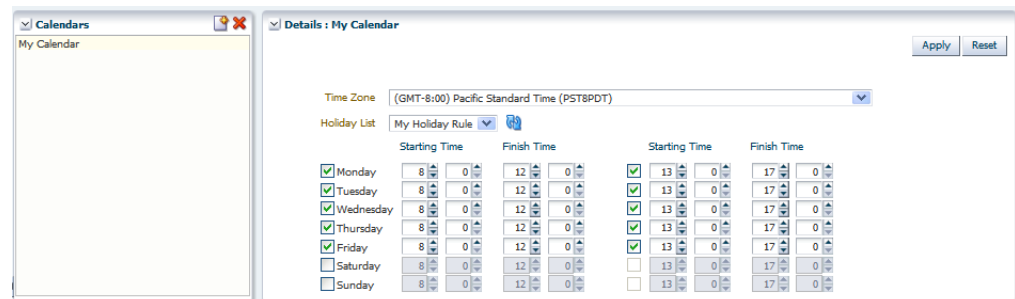 Calendars
My Calendar
Details : My Calendar
Apply Reset
Time Zone (GMT-8:00) Pacific Standard Time (PST8PDT)
Holiday List My Holiday Rule
Starting Time Finish Time Starting Time Finish Time
Monday 8 0 12 0 13 0 17 0
Tuesday 8 0 12 0 13 0 17 0
Wednesday 8 0 12 0 13 0 17 0
Thursday 8 0 12 0 13 0 17 0
Friday 8 0 12 0 13 0 17 0
Saturday 8 0 12 0 13 0 17 0
Sunday 8 0 12 0 13 0 17 0